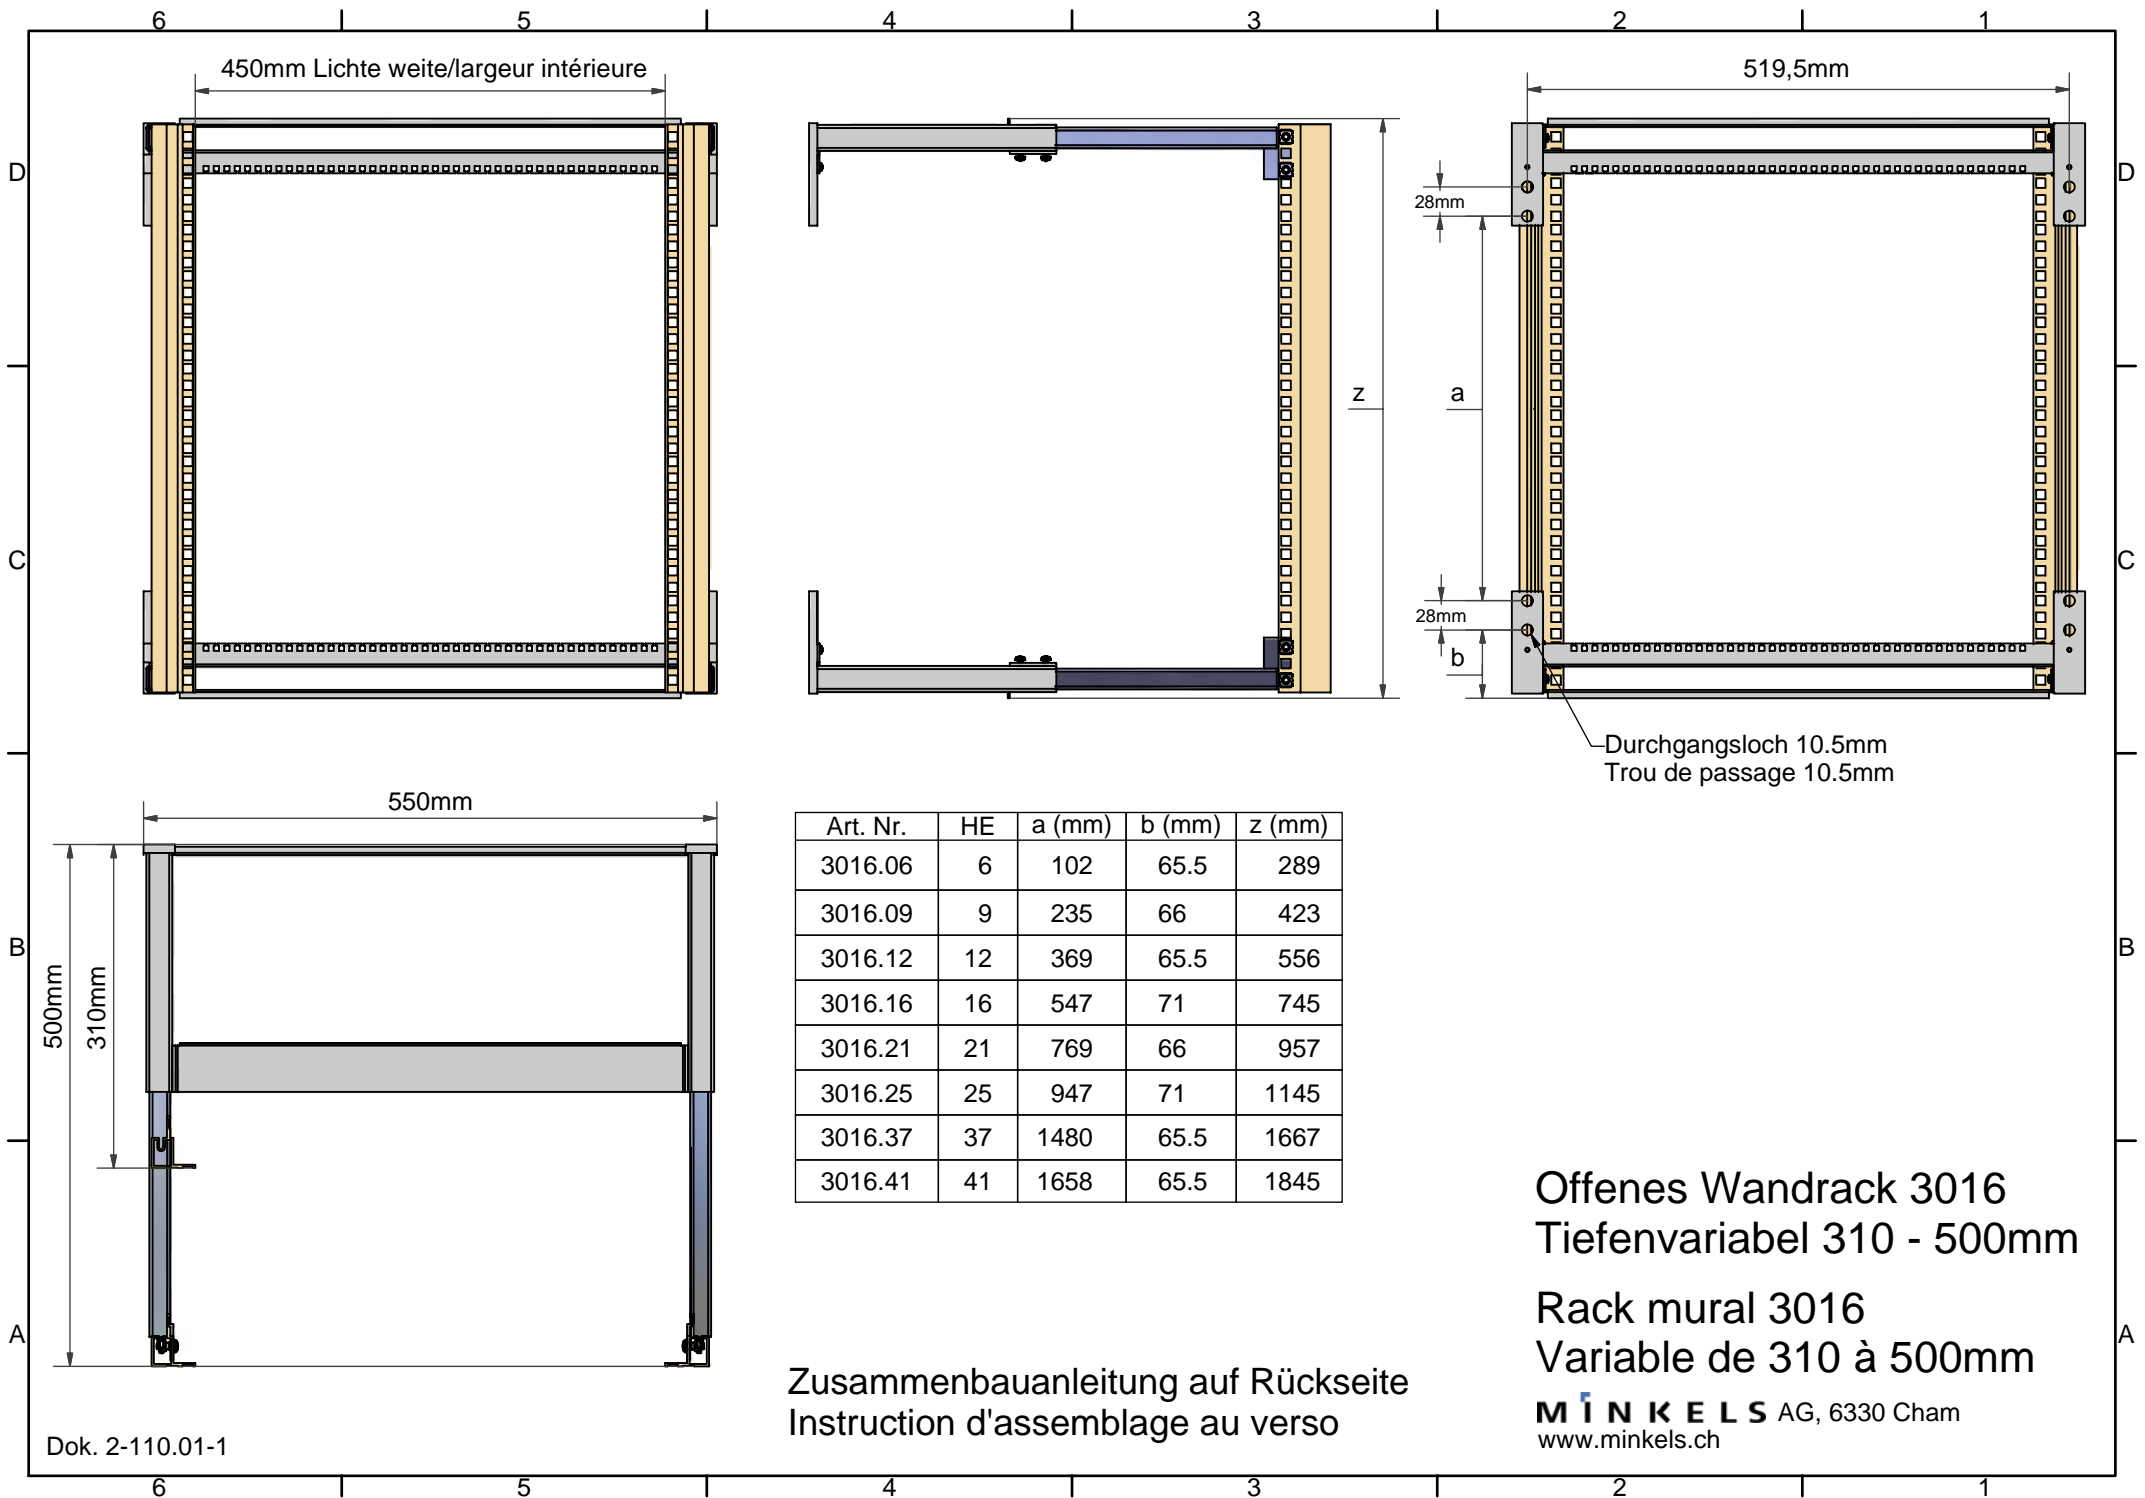 6 5 4 3 2 1
450mm Lichte weite/largeur intérieure
519,5mm
D D
28mm
z
a
C C
28mm
b
Durchgangsloch 10.5mm
Trou de passage 10.5mm
550mm
500mm
310mm
Art. Nr. HE a (mm) b (mm) z (mm)
3016.06 6 102 65.5 289
3016.09 9 235 66 423
3016.12 12 369 65.5 556
3016.16 16 547 71 745
3016.21 21 769 66 957
3016.25 25 947 71 1145
3016.37 37 1480 65.5 1667
3016.41 41 1658 65.5 1845
B B
Offenes Wandrack 3016
Tiefenvariabel 310 - 500mm
Rack mural 3016
Variable de 310 à 500mm
A A
MINKELS AG, 6330 Cham
www.minkels.ch
Zusammenbauanleitung auf Rückseite
Instruction d'assemblage au verso
Dok. 2-110.01-1
6 5 4 3 2 1